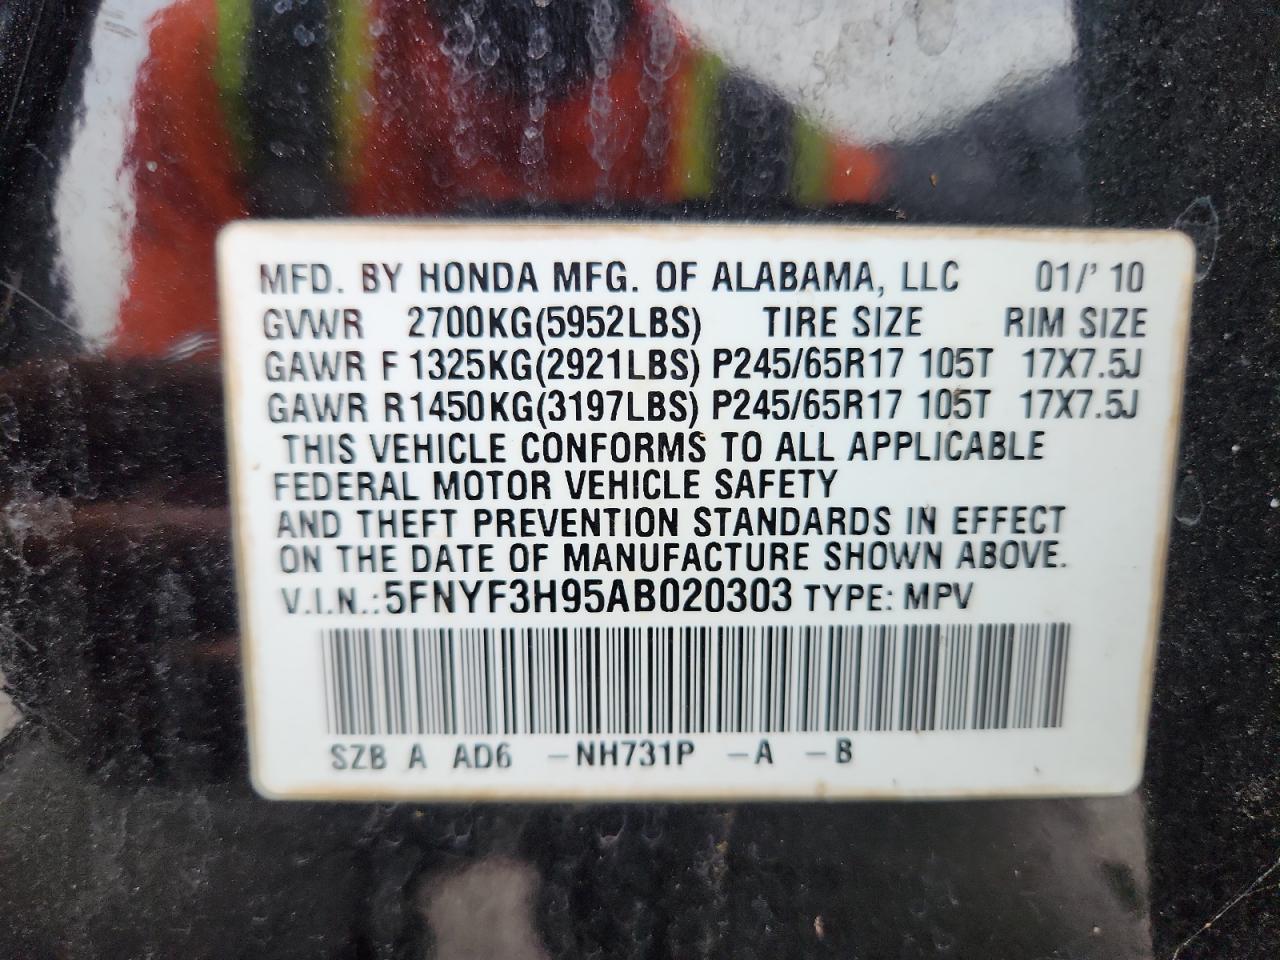 MFD. BY HONDA MFG. OF ALABAMA, LLC 01/'10
GVWR 2700KG(5952LBS) TIRE SIZE RIM SIZE
GAWR F 1325KG(2921LBS) P245/65R17 105T 17X7.5J
GAWR R 1450KG(3197LBS) P245/65R17 105T 17X7.5J
THIS VEHICLE CONFORMS TO ALL APPLICABLE
FEDERAL MOTOR VEHICLE SAFETY
AND THEFT PREVENTION STANDARDS IN EFFECT
ON THE DATE OF MANUFACTURE SHOWN ABOVE.
V.I.N.:5FNYF3H95AB020303 TYPE: MPV
SZB A AD6 -NH731P -A -B